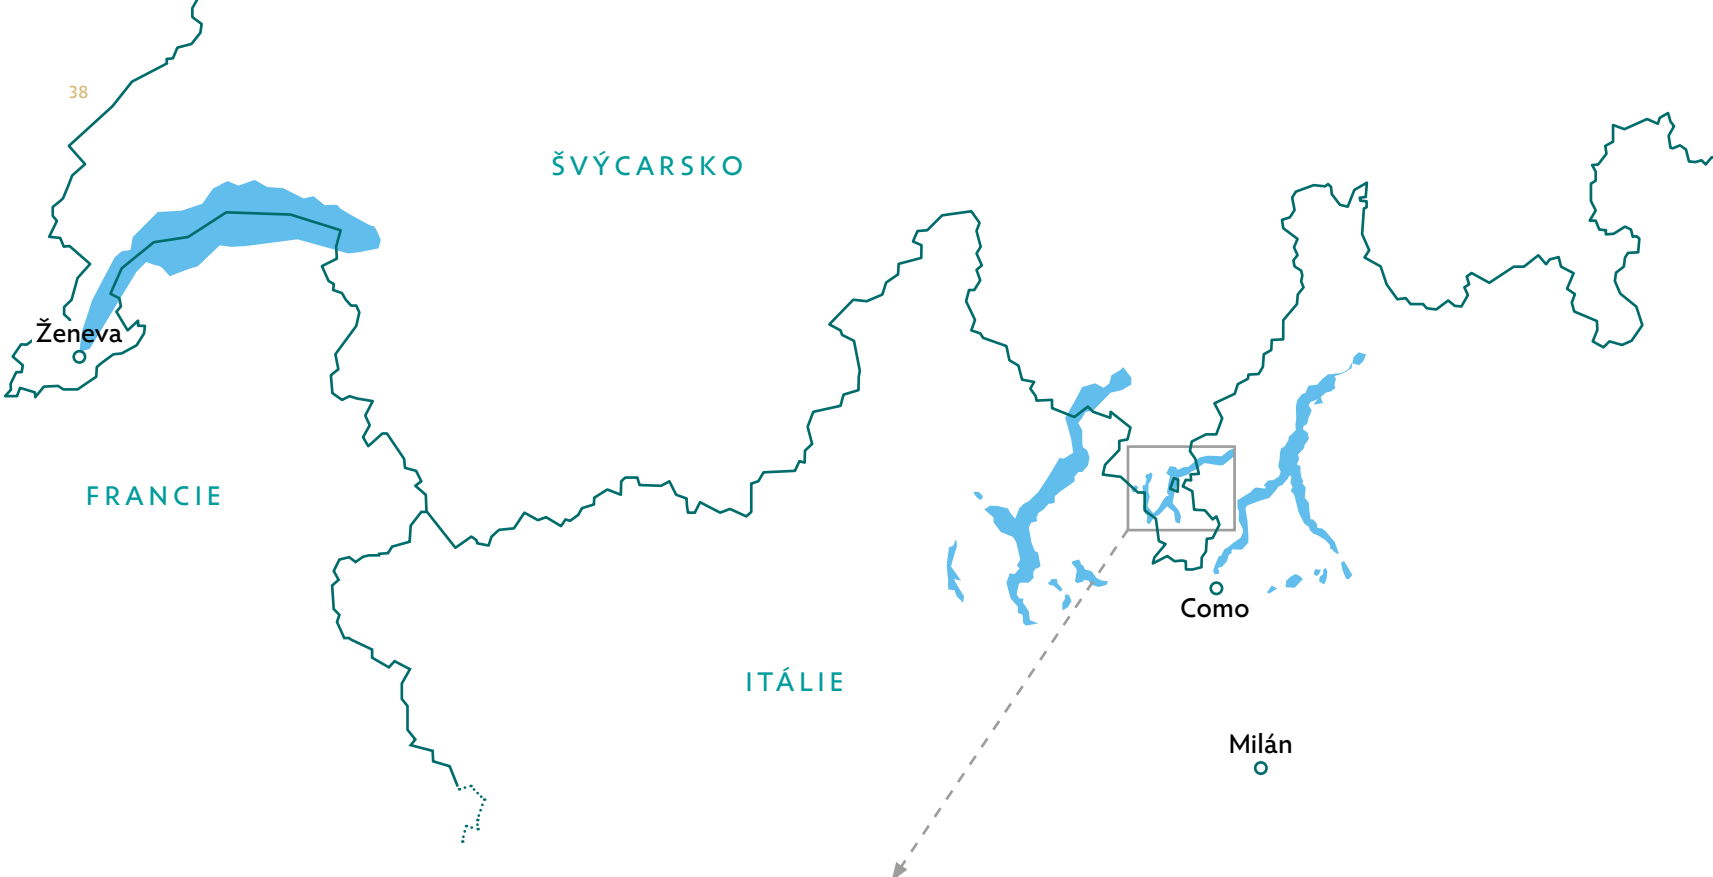 38
ŠVÝCARSKO
Ženeva
FRANCIE
Como
ITÁLIE
Milán